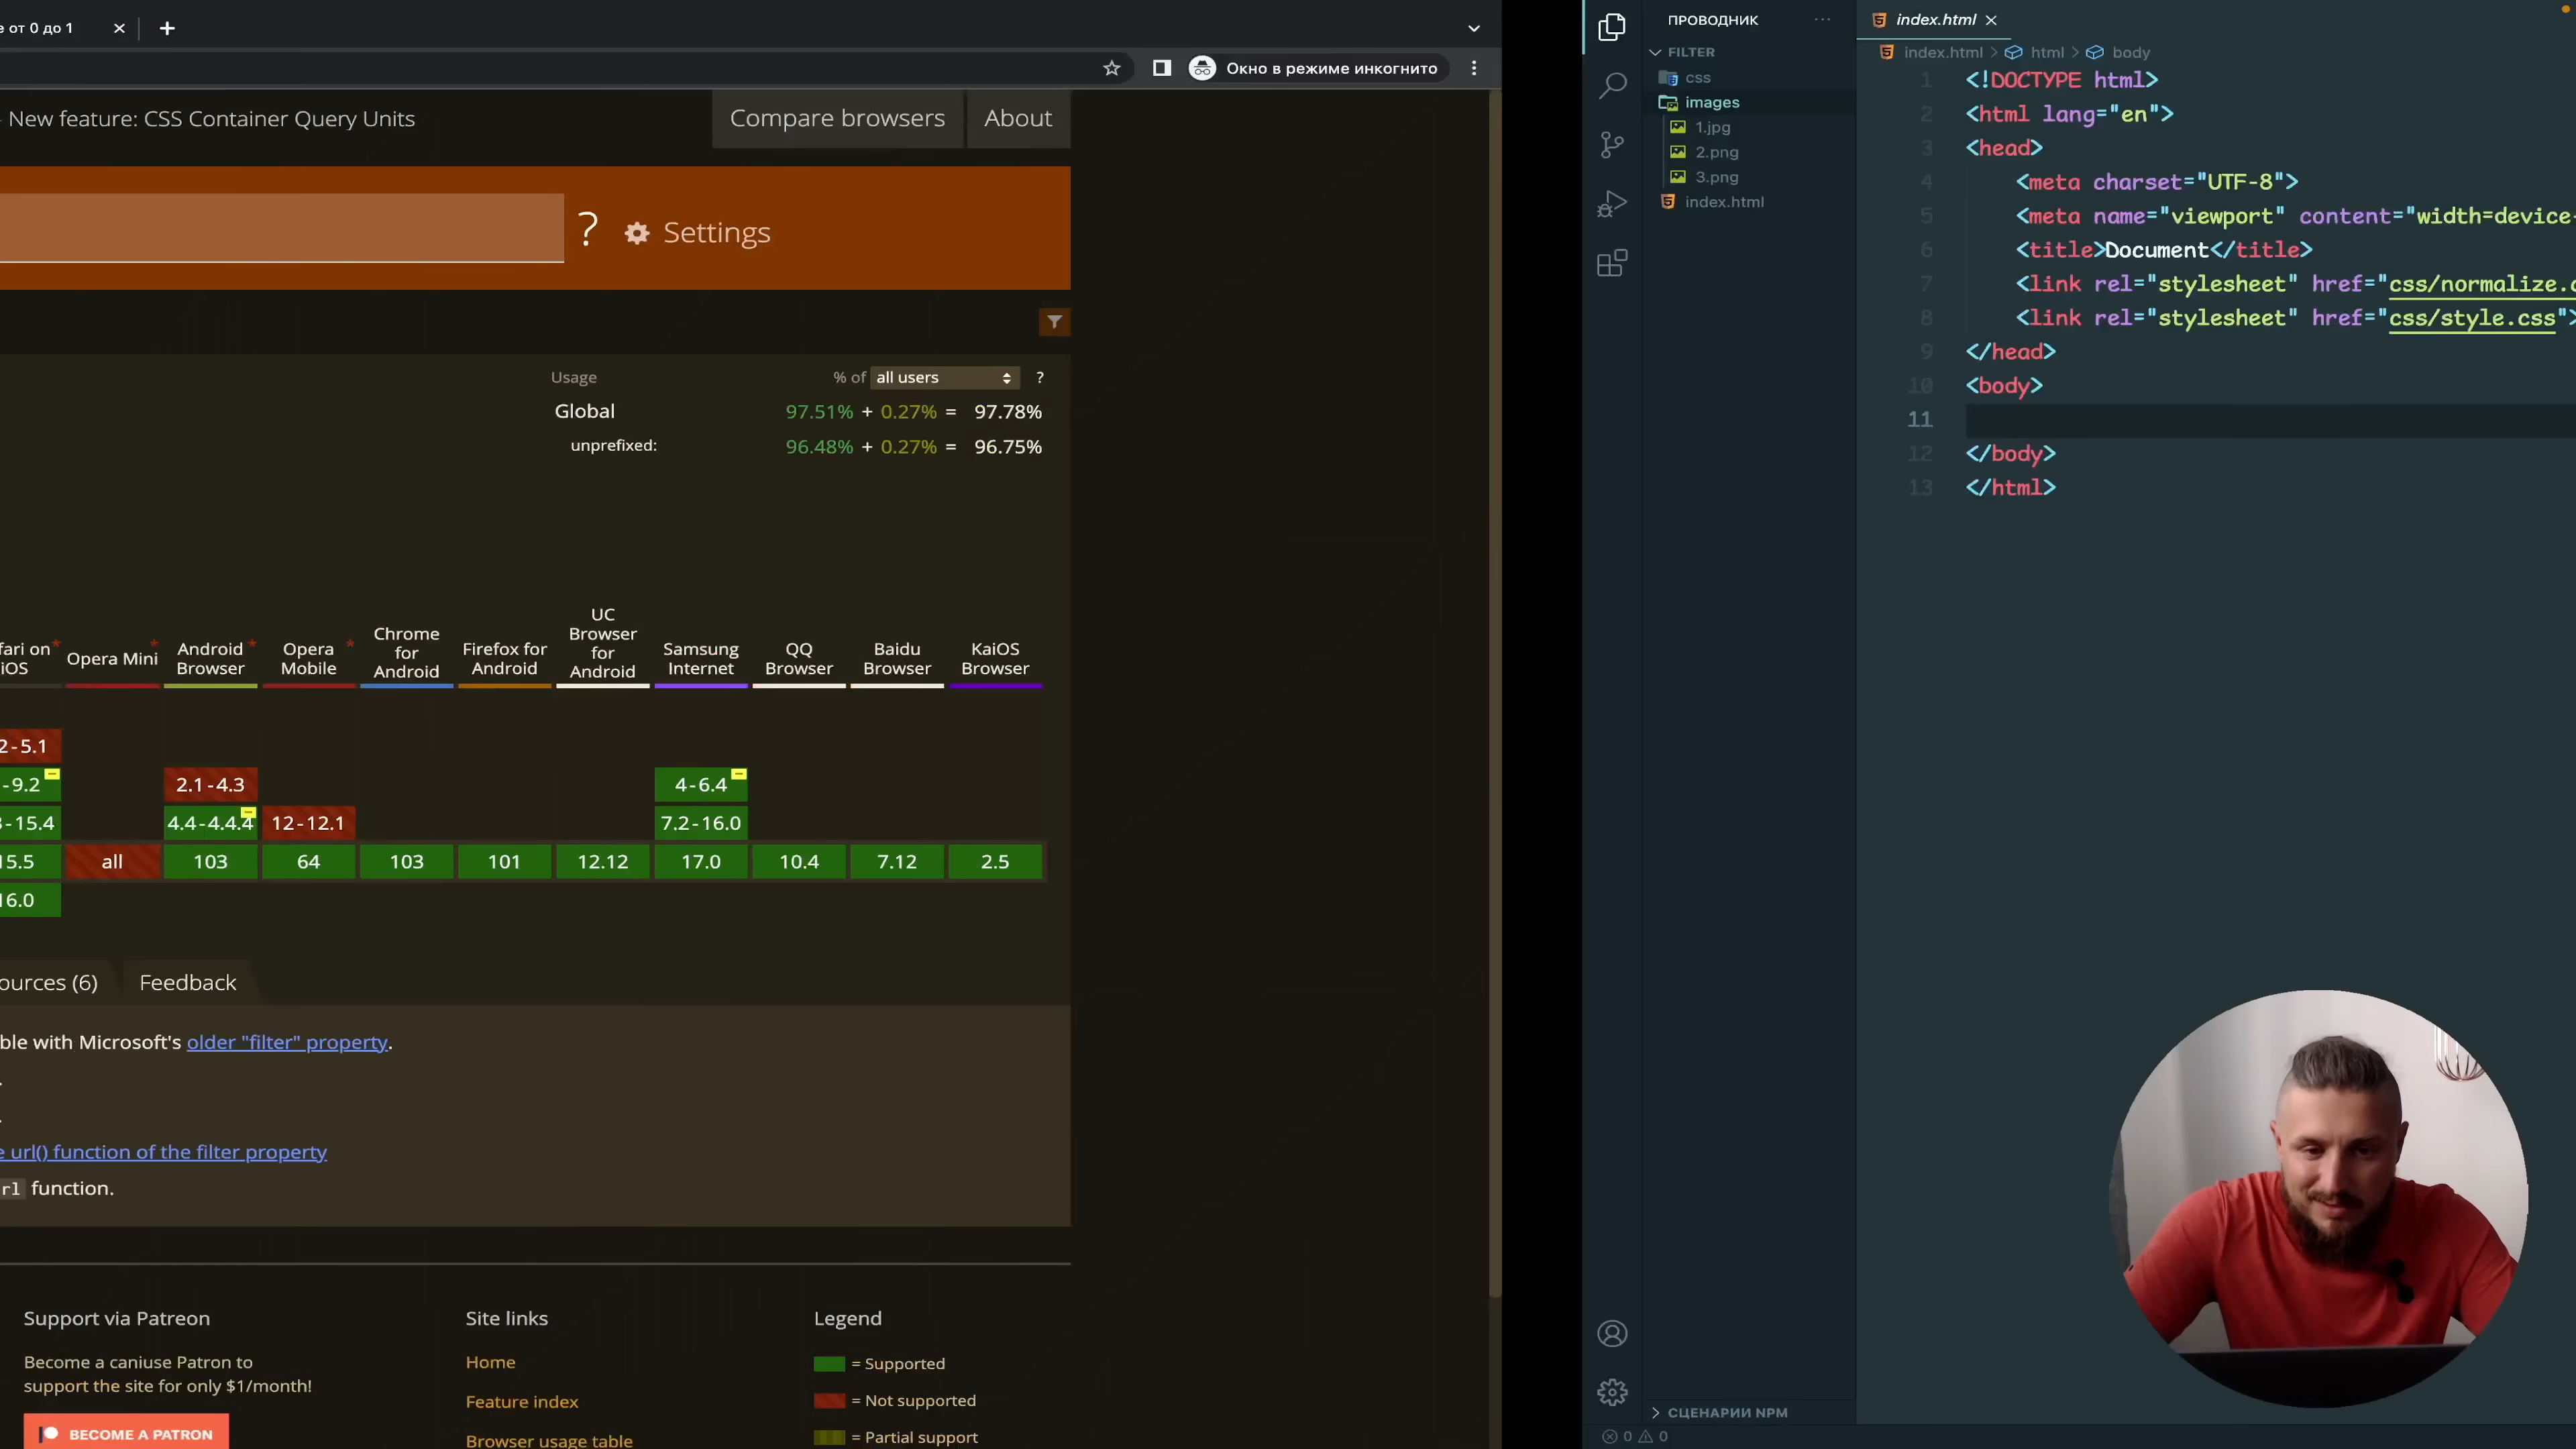 е от 0 до 1
Окно в режиме инкогнито
New feature: CSS Container Query Units
Compare browsers
About
?
Settings
Usage
% of all users ?
Global
97.51% + 0.27% = 97.78%
unprefixed:
96.48% + 0.27% = 96.75%
fari on iOS*
Opera Mini*
Android Browser*
Opera Mobile*
Chrome for Android
Firefox for Android
UC Browser for Android
Samsung Internet
QQ Browser
Baidu Browser
KaiOS Browser
2-5.1
-9.2
2.1-4.3
4-6.4
-15.4
4.4-4.4.4
12-12.1
7.2-16.0
15.5
all
103
64
103
101
12.12
17.0
10.4
7.12
2.5
16.0
ources (6)
Feedback
ble with Microsoft's older "filter" property.
e url() function of the filter property
rl function.
Support via Patreon
Become a caniuse Patron to
support the site for only $1/month!
BECOME A PATRON
Site links
Home
Feature index
Browser usage table
Legend
= Supported
= Not supported
= Partial support
ПРОВОДНИК
FILTER
css
images
1.jpg
2.png
3.png
index.html
СЦЕНАРИИ NPM
0 0
index.html
index.html > html > body
1 <!DOCTYPE html>
2 <html lang="en">
3 <head>
4 <meta charset="UTF-8">
5 <meta name="viewport" content="width=device-
6 <title>Document</title>
7 <link rel="stylesheet" href="css/normalize.c
8 <link rel="stylesheet" href="css/style.css">
9 </head>
10 <body>
11
12 </body>
13 </html>